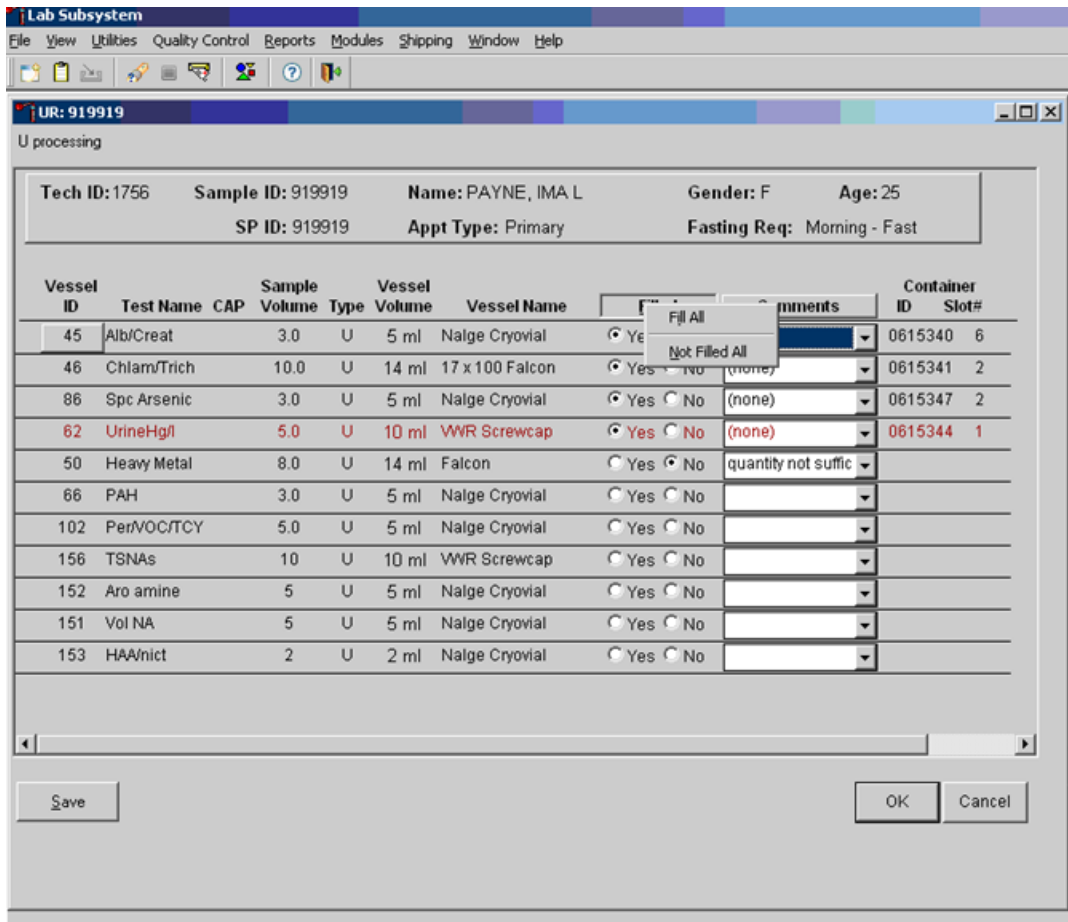 Lab Subsystem
File View Utilities Quality Control Reports Modules Shipping Window Help
UR: 919919
U processing
Tech ID: 1756 Sample ID: 919919 Name: PAYNE, IMA L Gender: F Age: 25
SP ID: 919919 Appt Type: Primary Fasting Req: Morning - Fast
Vessel Sample Vessel Container
ID Test Name CAP Volume Type Volume Vessel Name ID Slot#
Fill All
Not Filled All
45 Alb/Creat 3.0 U 5 ml Nalge Cryovial 0615340 6
46 Chlam/Trich 10.0 U 14 ml 17 x 100 Falcon Yes No (none) 0615341 2
86 Spc Arsenic 3.0 U 5 ml Nalge Cryovial Yes No (none) 0615347 2
62 UrineHg/I 5.0 U 10 ml VWR Screwcap Yes No (none) 0615344 1
50 Heavy Metal 8.0 U 14 ml Falcon Yes No quantity not suffic
66 PAH 3.0 U 5 ml Nalge Cryovial Yes No
102 Per/VOC/TCY 5.0 U 5 ml Nalge Cryovial Yes No
156 TSNAs 10 U 10 ml VWR Screwcap Yes No
152 Aro amine 5 U 5 ml Nalge Cryovial Yes No
151 Vol NA 5 U 5 ml Nalge Cryovial Yes No
153 HAA/nict 2 U 2 ml Nalge Cryovial Yes No
Save OK Cancel